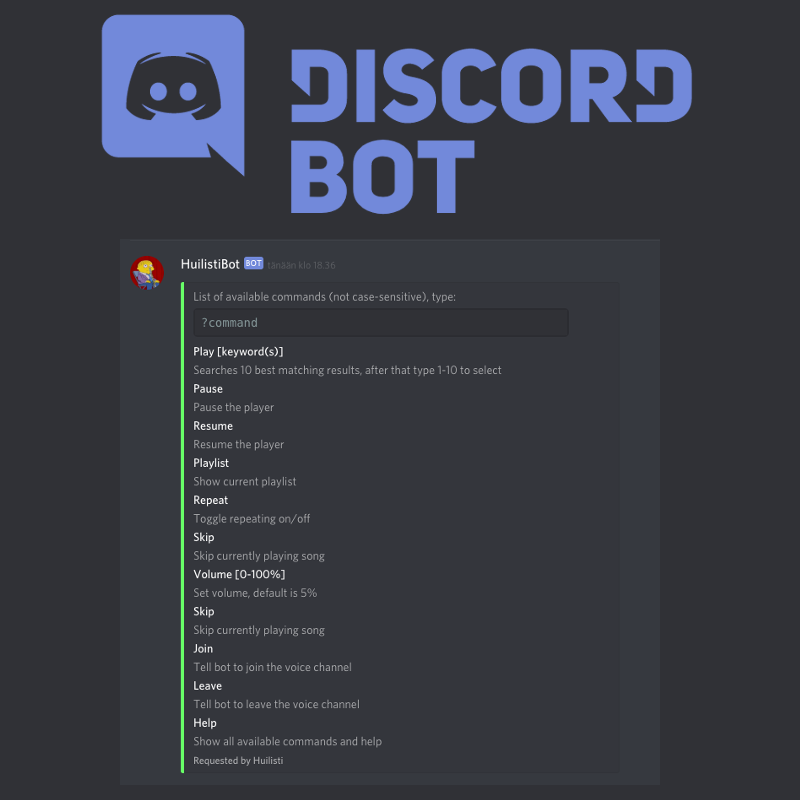 DISCORD
BOT
HuilistiBot BOT tänään klo 18.36
List of available commands (not case-sensitive), type:
?command
Play [keyword(s)]
Searches 10 best matching results, after that type 1-10 to select
Pause
Pause the player
Resume
Resume the player
Playlist
Show current playlist
Repeat
Toggle repeating on/off
Skip
Skip currently playing song
Volume [0-100%]
Set volume, default is 5%
Skip
Skip currently playing song
Join
Tell bot to join the voice channel
Leave
Tell bot to leave the voice channel
Help
Show all available commands and help
Requested by Huilisti